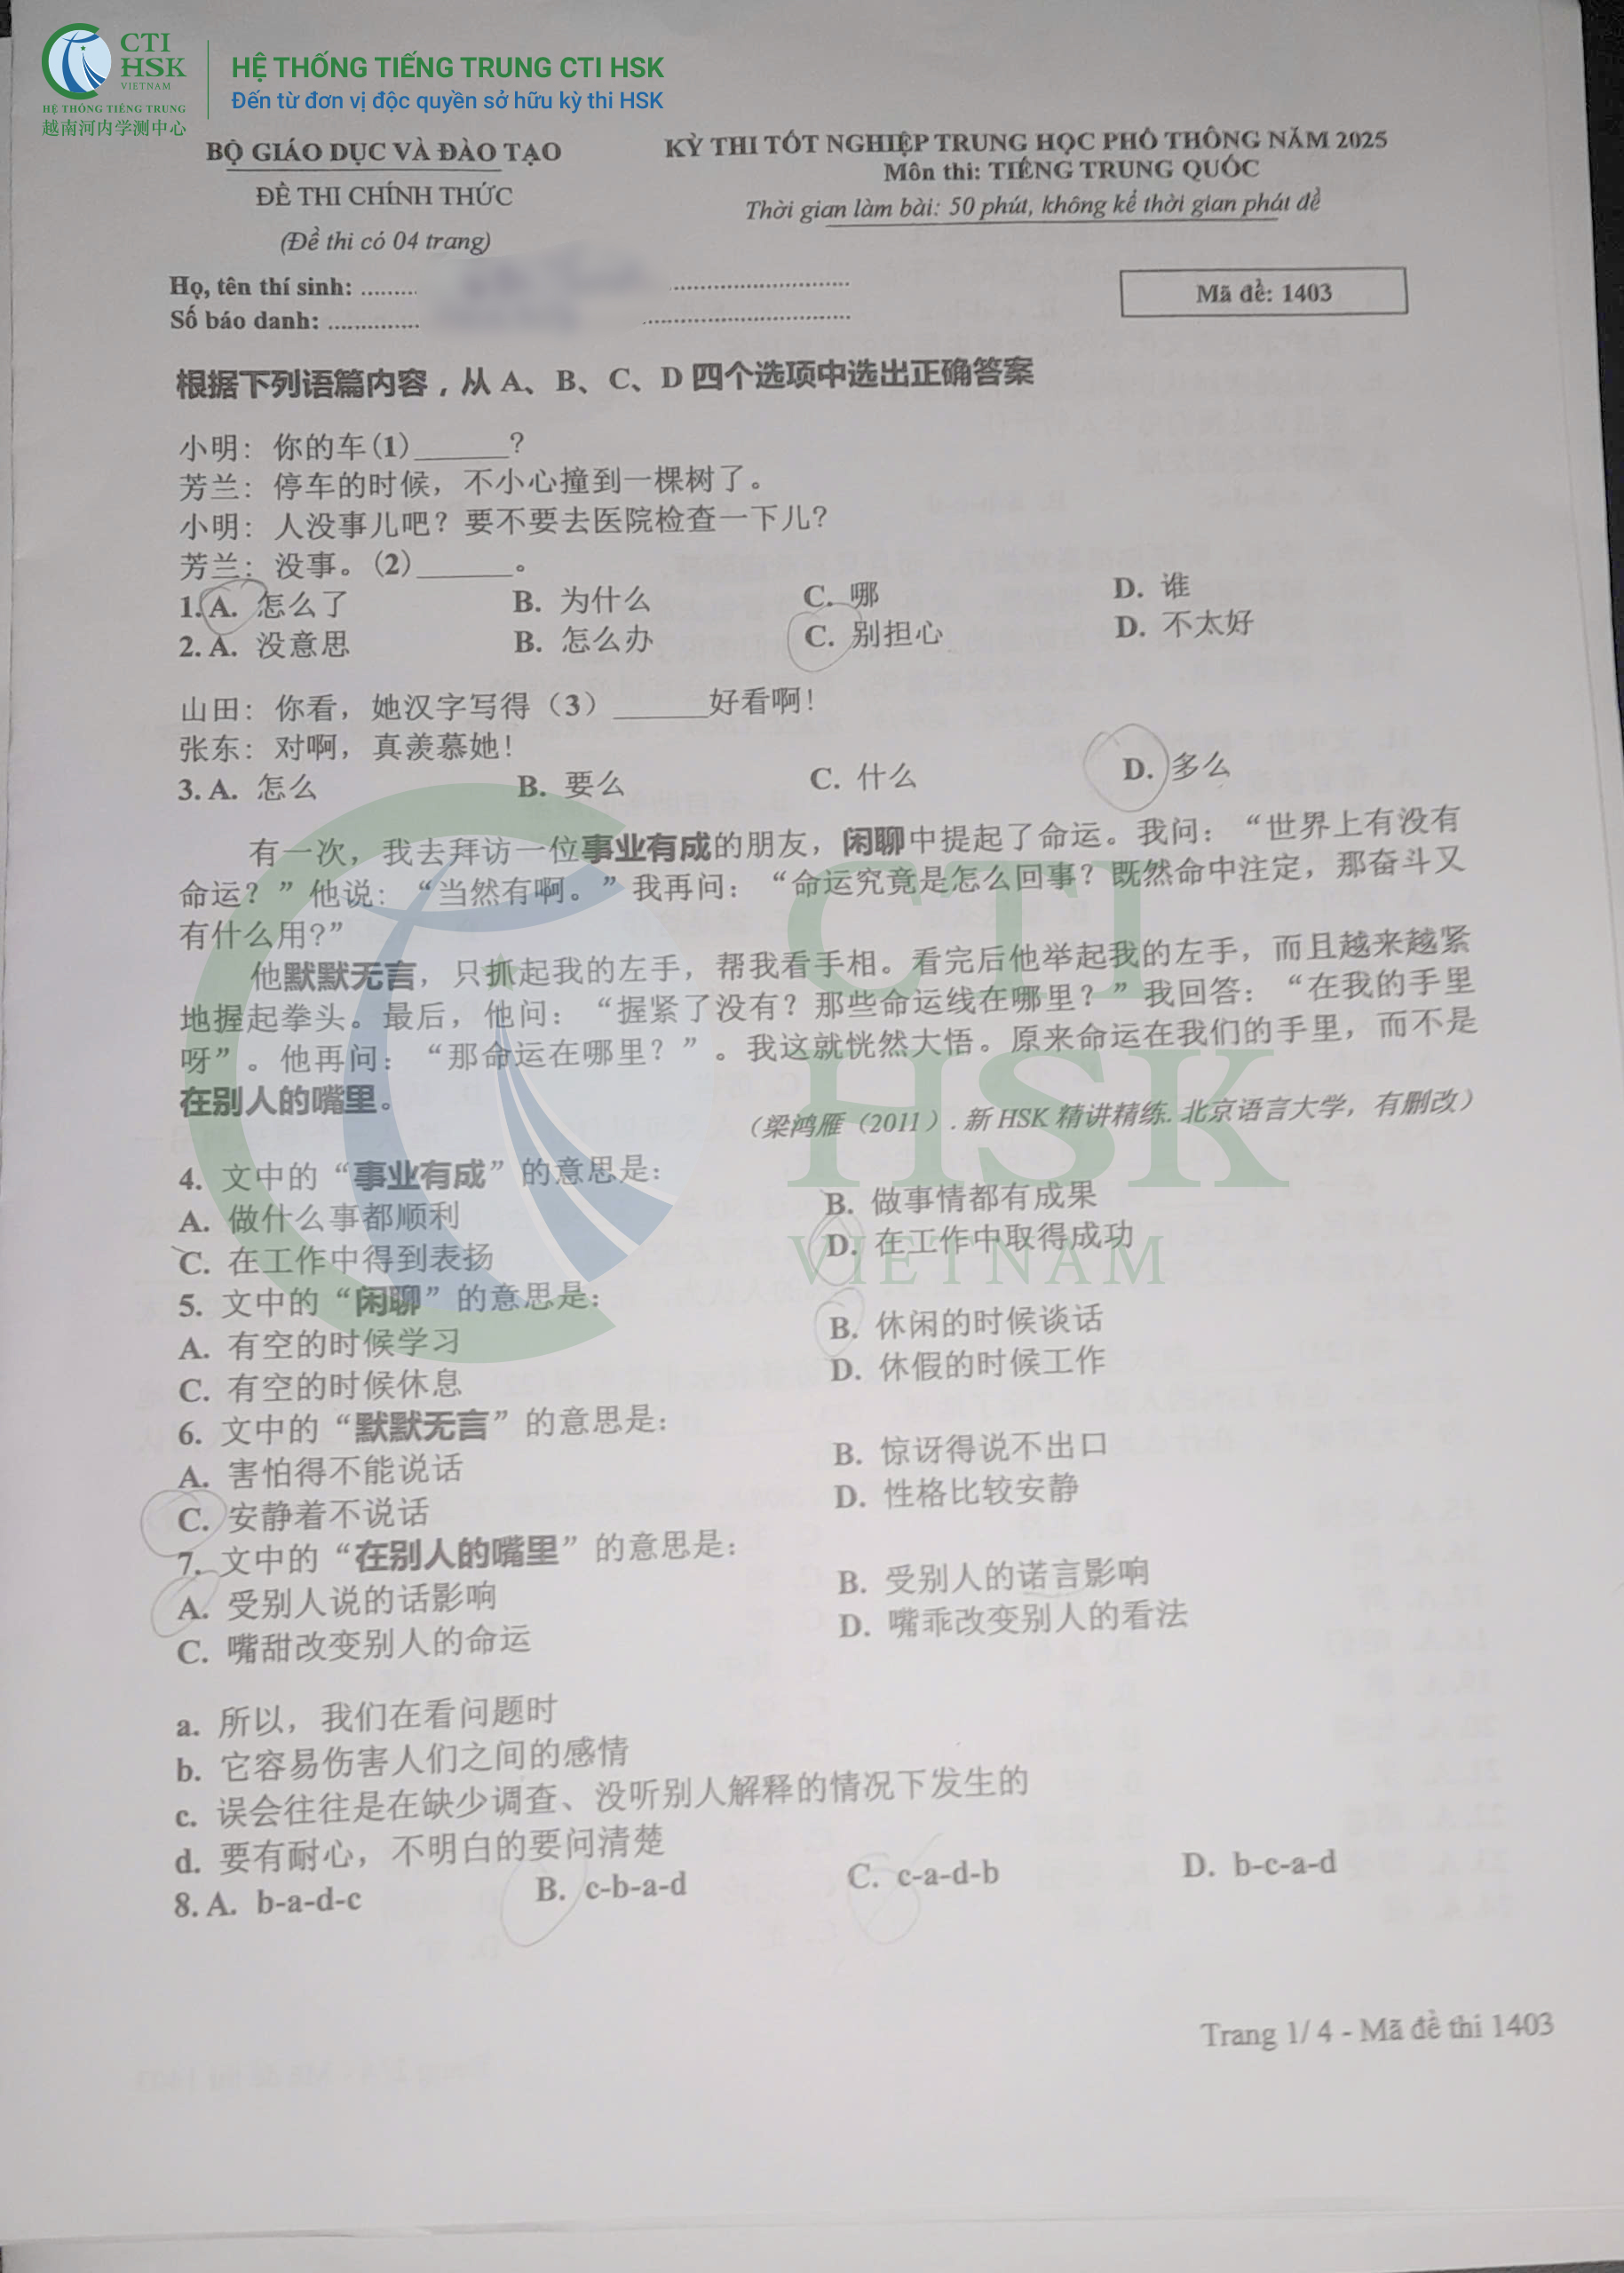 CTI
HSK
VIETNAM
HỆ THỐNG TIẾNG TRUNG
越南河内学测中心
HỆ THỐNG TIẾNG TRUNG CTI HSK
Đến từ đơn vị độc quyền sở hữu kỳ thi HSK
BỘ GIÁO DỤC VÀ ĐÀO TẠO
ĐỀ THI CHÍNH THỨC
(Đề thi có 04 trang)
KỲ THI TỐT NGHIỆP TRUNG HỌC PHỔ THÔNG NĂM 2025
Môn thi: TIẾNG TRUNG QUỐC
Thời gian làm bài: 50 phút, không kể thời gian phát đề
Họ, tên thí sinh: ......... ..............................
Số báo danh: .............. ..............................
Mã đề: 1403
根据下列语篇内容，从 A、B、C、D 四个选项中选出正确答案
小明：你的车(1)______?
芳兰：停车的时候，不小心撞到一棵树了。
小明：人没事儿吧？要不要去医院检查一下儿？
芳兰：没事。(2)______。
1. A. 怎么了 B. 为什么 C. 哪 D. 谁
2. A. 没意思 B. 怎么办 C. 别担心 D. 不太好
山田：你看，她汉字写得（3）______好看啊！
张东：对啊，真羡慕她！
3. A. 怎么 B. 要么 C. 什么 D. 多么
有一次，我去拜访一位事业有成的朋友，闲聊中提起了命运。我问：“世界上有没有
命运？”他说：“当然有啊。”我再问：“命运究竟是怎么回事？既然命中注定，那奋斗又
有什么用?”
他默默无言，只抓起我的左手，帮我看手相。看完后他举起我的左手，而且越来越紧
地握起拳头。最后，他问：“握紧了没有？那些命运线在哪里？”我回答：“在我的手里
呀”。他再问：“那命运在哪里？”。我这就恍然大悟。原来命运在我们的手里，而不是
在别人的嘴里。
（梁鸿雁（2011）. 新 HSK 精讲精练. 北京语言大学，有删改）
4. 文中的“事业有成”的意思是：
A. 做什么事都顺利 B. 做事情都有成果
C. 在工作中得到表扬 D. 在工作中取得成功
5. 文中的“闲聊”的意思是：
A. 有空的时候学习 B. 休闲的时候谈话
C. 有空的时候休息 D. 休假的时候工作
6. 文中的“默默无言”的意思是：
A. 害怕得不能说话 B. 惊讶得说不出口
C. 安静着不说话 D. 性格比较安静
7. 文中的“在别人的嘴里”的意思是：
A. 受别人说的话影响 B. 受别人的诺言影响
C. 嘴甜改变别人的命运 D. 嘴乖改变别人的看法
a. 所以，我们在看问题时
b. 它容易伤害人们之间的感情
c. 误会往往是在缺少调查、没听别人解释的情况下发生的
d. 要有耐心，不明白的要问清楚
8. A. b-a-d-c B. c-b-a-d C. c-a-d-b D. b-c-a-d
Trang 1/ 4 - Mã đề thi 1403
CTI
HSK
VIETNAM